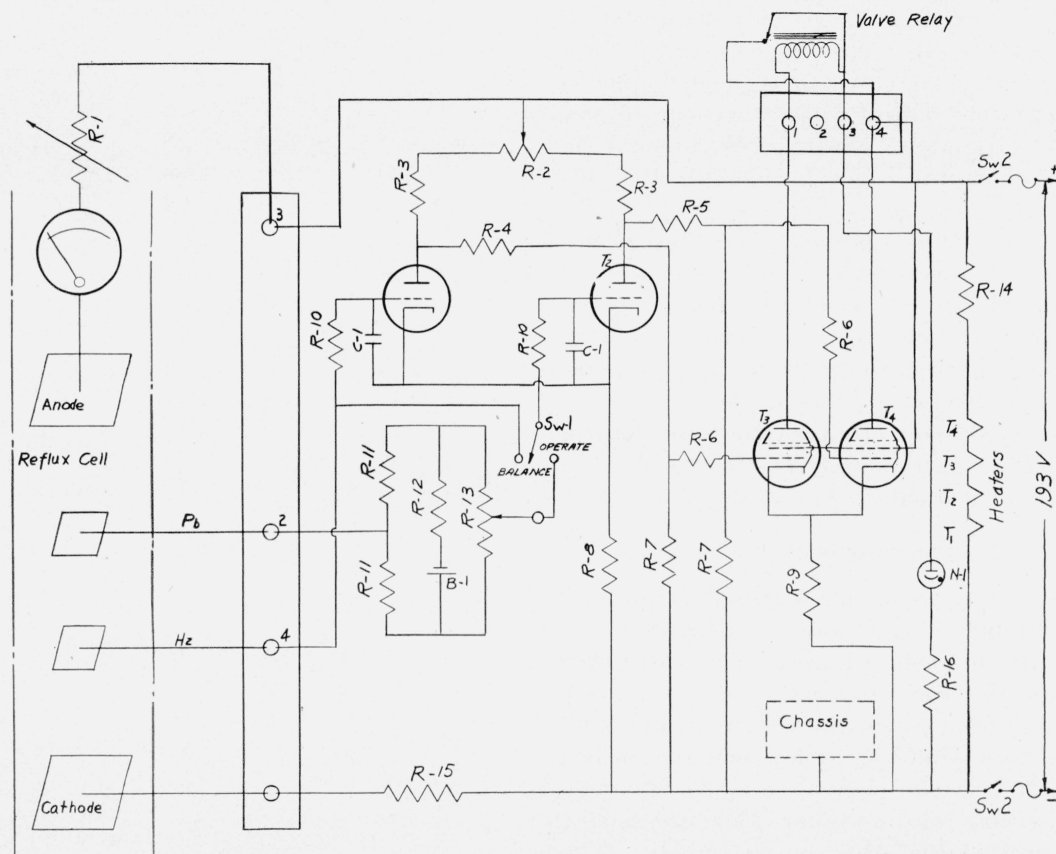 Valve Relay
R-1
1
2
3
4
Sw2
+
R-3
R-2
R-3
3
R-5
R-4
T2
R-14
R-10
C-1
R-10
C-1
R-6
Anode
Sw-1
OPERATE
BALANCE
T3
T4
T4
T3
T2
T1
Heaters
193 V
Reflux Cell
R-11
R-12
R-13
R-6
Pb
2
R-8
R-7
R-7
R-11
B-1
R-9
N-1
Hz
4
R-16
Chassis
R-15
Cathode
Sw2
−